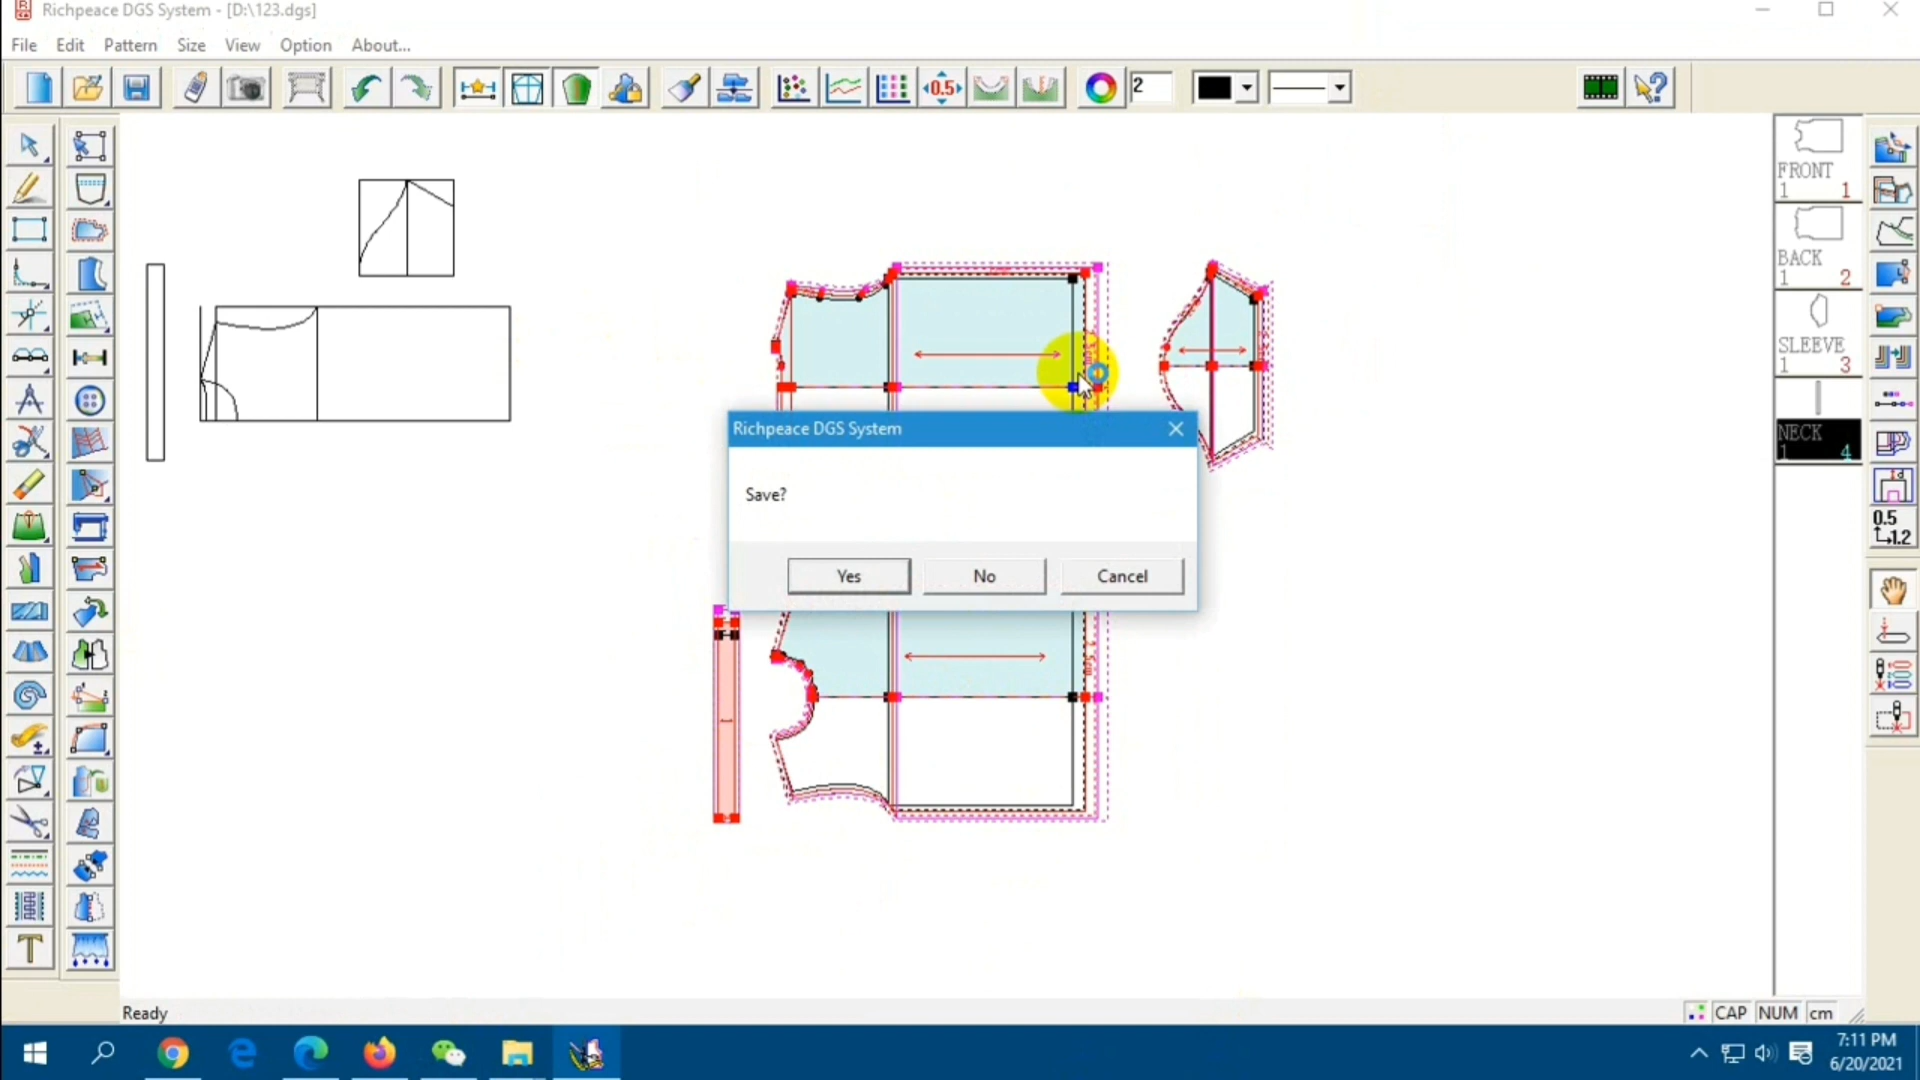 Richpeace DGS System - [D:\123.dgs]
File Edit Pattern Size View Option About...
0.5
2
FRONT
1 1
BACK
1 2
SLEEVE
1 3
NECK
1 4
0.5
1.2
Richpeace DGS System
Save?
Yes No Cancel
Ready
CAP NUM cm
7:11 PM
6/20/2021